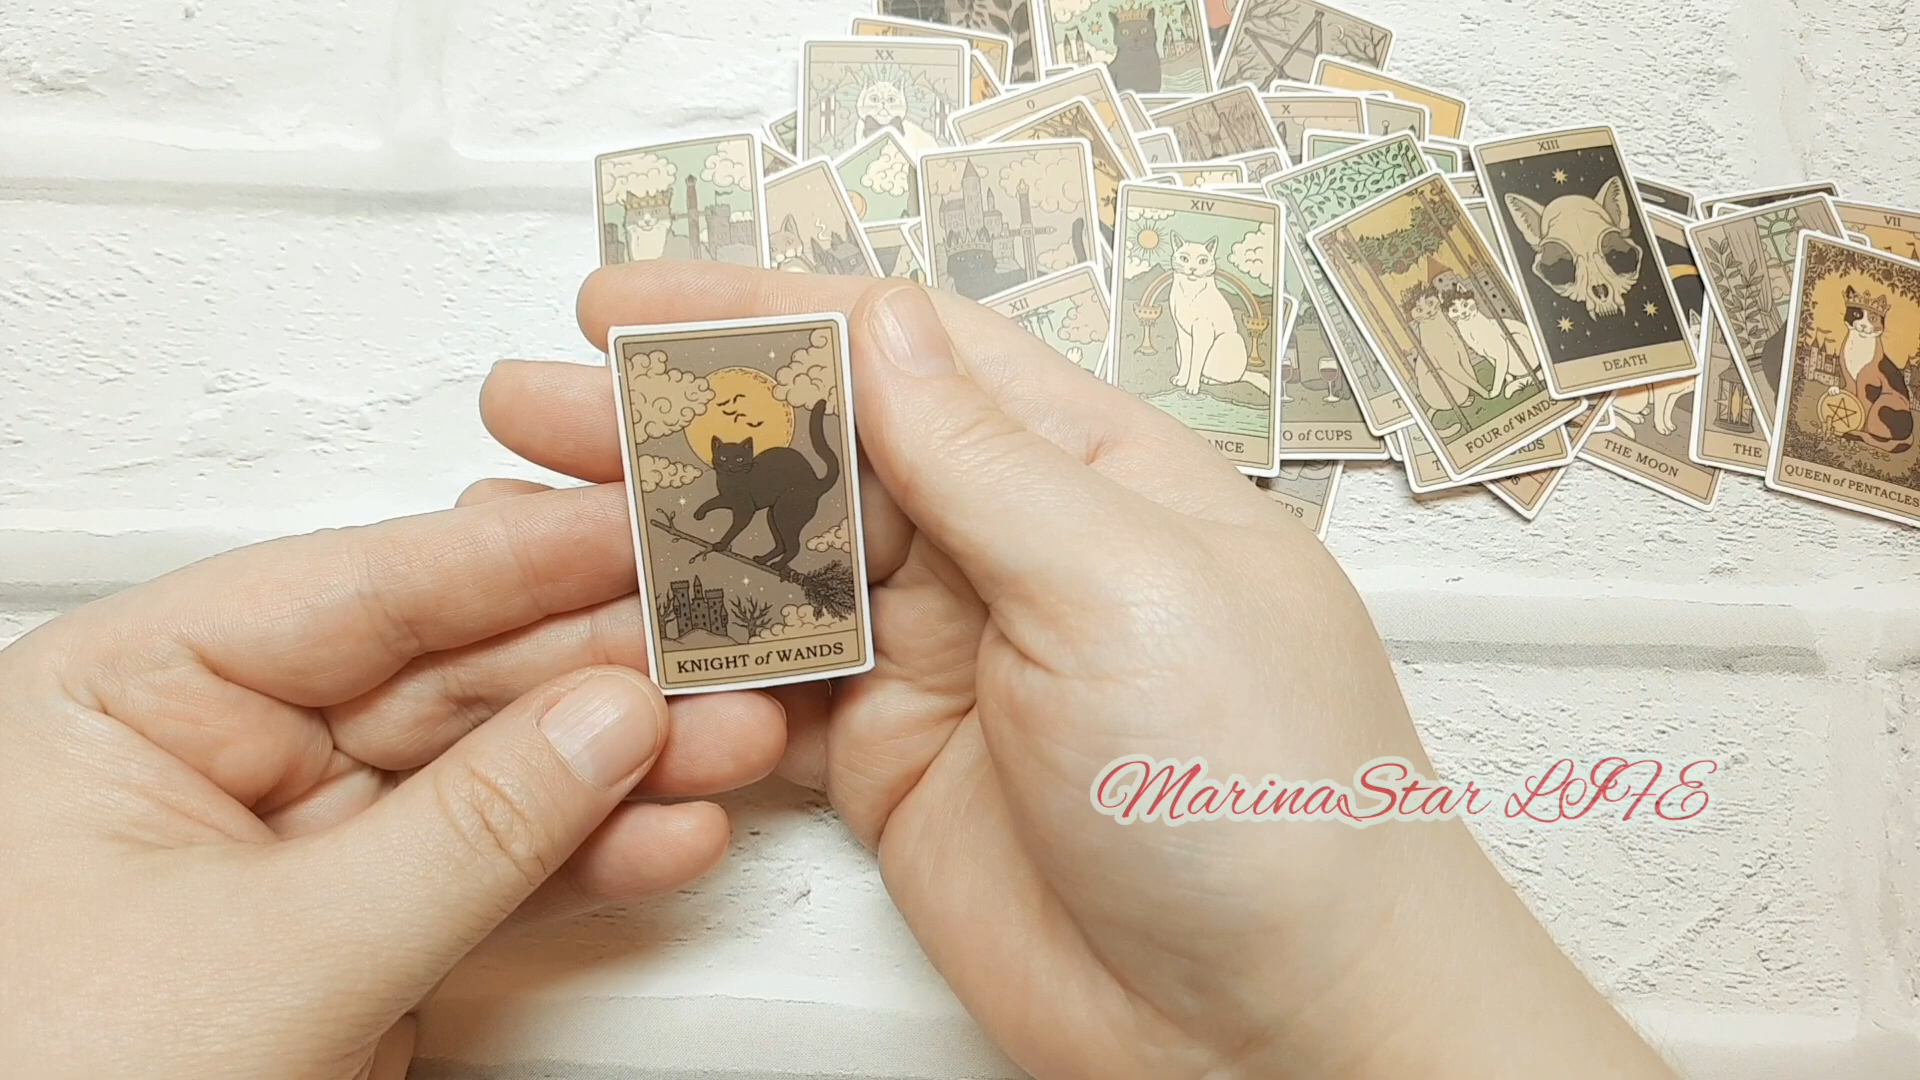 XX
0
X
XIII
XIV
VII
XII
DEATH
FOUR of WANDS
THE MOON
THE
QUEEN of PENTACLES
of CUPS
KNIGHT of WANDS
MarinaStar LIFE